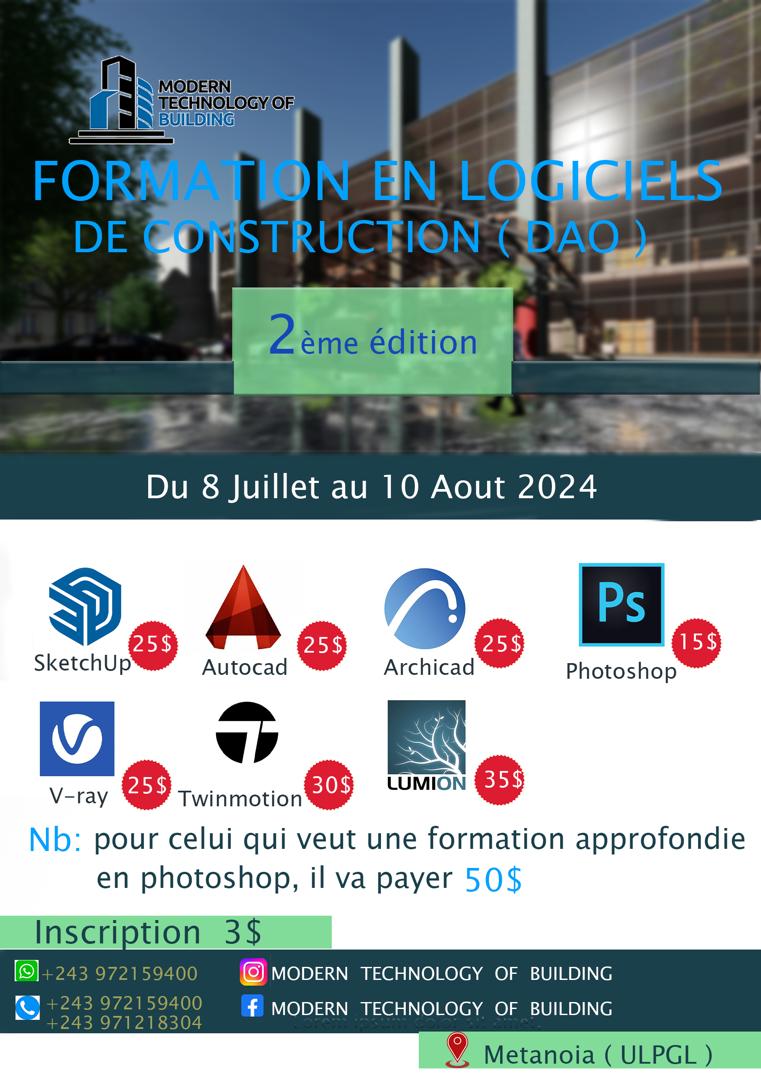 MODERN
TECHNOLOGY OF
BUILDING
FORMATION EN LOGICIELS
DE CONSTRUCTION ( DAO )
2ème édition
Du 8 Juillet au 10 Aout 2024
SketchUp 25$
Autocad 25$
Archicad 25$
Ps
Photoshop 15$
V-ray 25$
Twinmotion 30$
LUMION 35$
Nb: pour celui qui veut une formation approfondie
en photoshop, il va payer 50$
Inscription 3$
+243 972159400
MODERN TECHNOLOGY OF BUILDING
+243 972159400
+243 971218304
MODERN TECHNOLOGY OF BUILDING
Metanoia ( ULPGL )